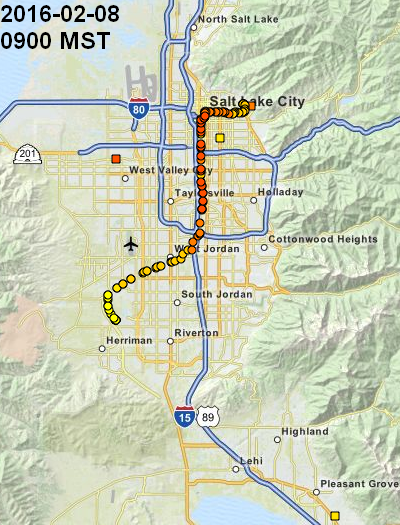 2016-02-08
0900 MST
North Salt Lake
80
Salt Lake City
201
West Valley City
Taylorsville
Holladay
Cottonwood Heights
West Jordan
South Jordan
Riverton
Herriman
15
89
Highland
Lehi
Pleasant Grove